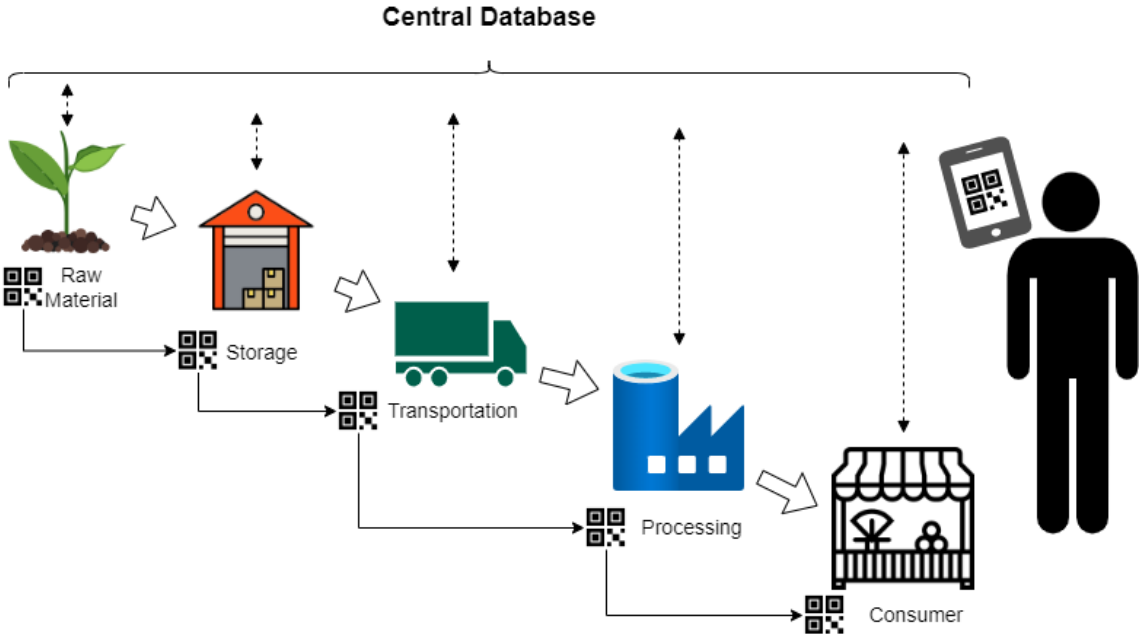 Central Database
Raw
Material
Storage
Transportation
Processing
Consumer